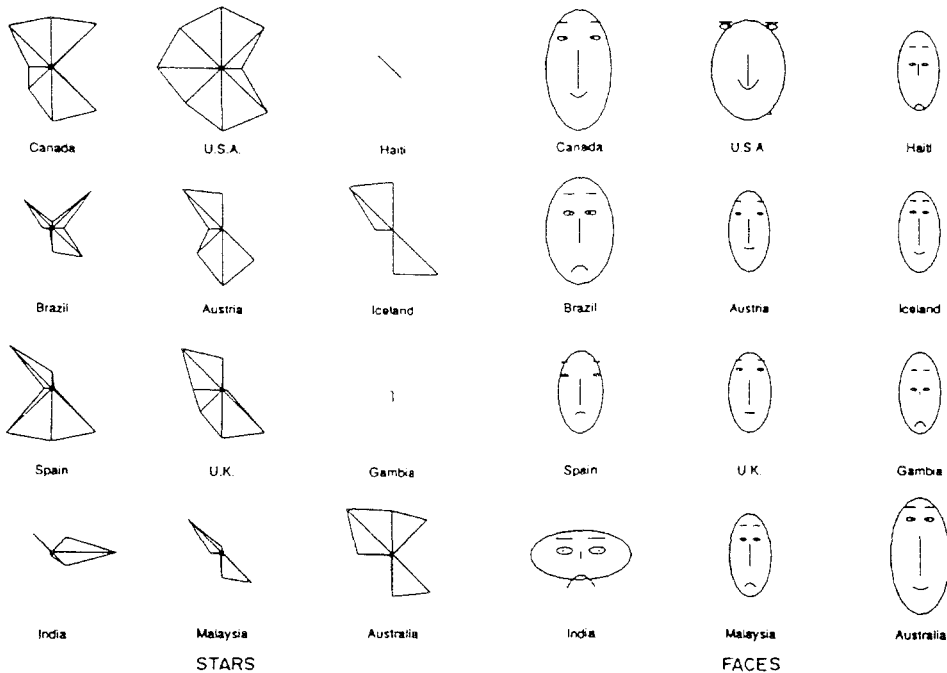 Canada U.S.A. Haiti Canada U.S.A Haiti
Brazil Austria Iceland Brazil Austria Iceland
Spain U.K. Gambia Spain U.K. Gambia
India Malaysia Australia India Malaysia Australia
STARS FACES